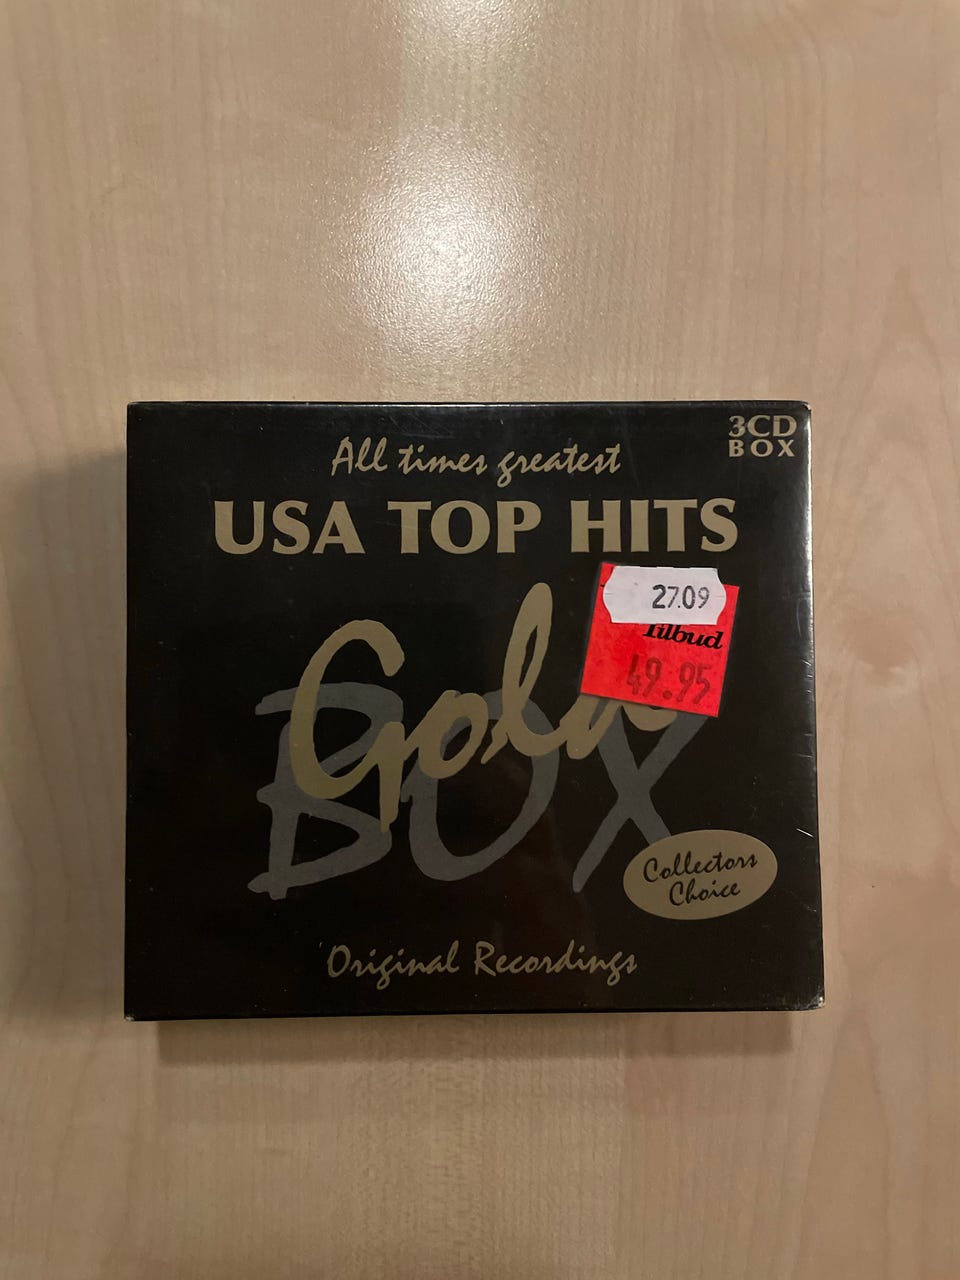 3CD
BOX
All times greatest
USA TOP HITS
27.09
Tilbud
49.95
Gold
BOX
Collectors
Choice
Original Recordings